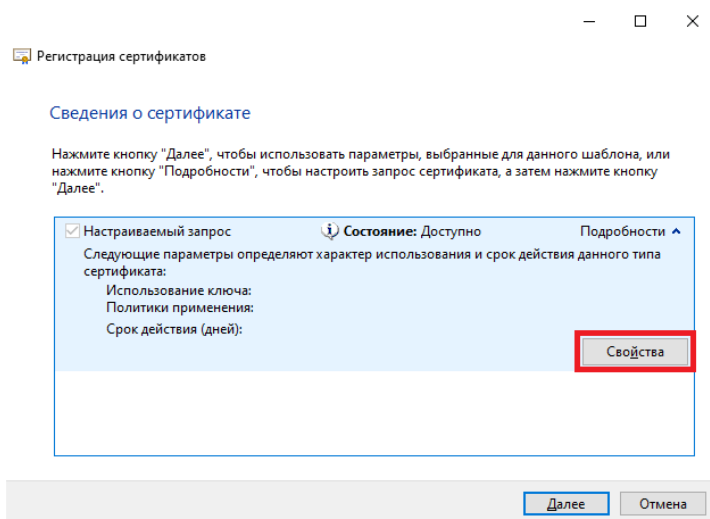 Регистрация сертификатов
Сведения о сертификате
Нажмите кнопку "Далее", чтобы использовать параметры, выбранные для данного шаблона, или
нажмите кнопку "Подробности", чтобы настроить запрос сертификата, а затем нажмите кнопку
"Далее".
Настраиваемый запрос Состояние: Доступно Подробности
Следующие параметры определяют характер использования и срок действия данного типа
сертификата:
Использование ключа:
Политики применения:
Срок действия (дней):
Свойства
Далее Отмена